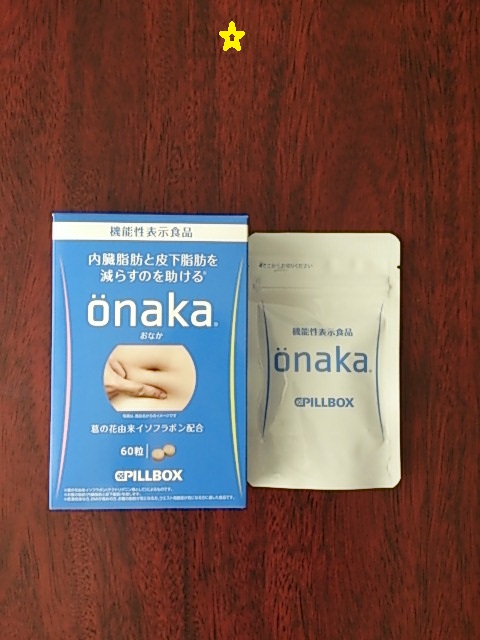 機能性表示食品
内臓脂肪と皮下脂肪を
減らすのを助ける
önaka®
おなか
葛の花由来イソフラボン配合
60粒
PILLBOX
機能性表示食品
önaka®
PILLBOX